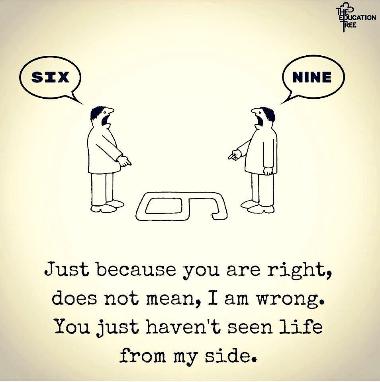 THE
EDUCATION
TREE
SIX
NINE
Just because you are right,
does not mean, I am wrong.
You just haven't seen life
from my side.